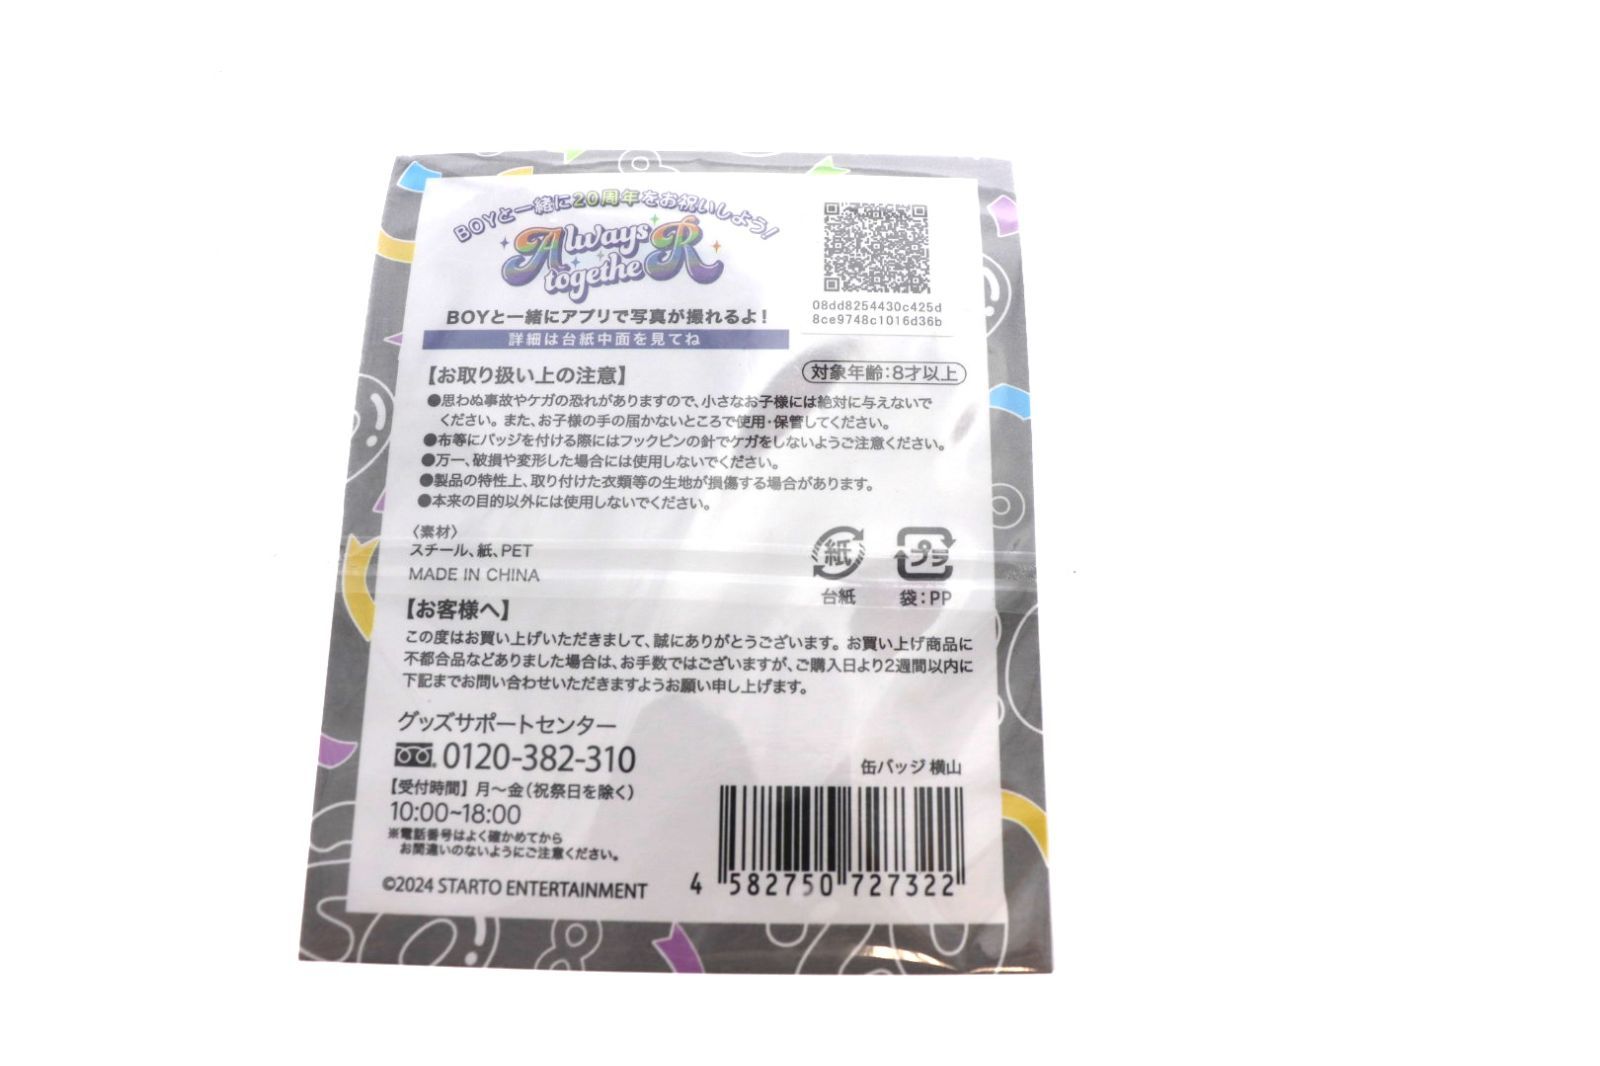 BOYと一緒に20周年をお祝いしよう!
Always
togetheR
BOYと一緒にアプリで写真が撮れるよ!
詳細は台紙中面を見てね
08dd8254430c425d
8ce9748c1016d36b
【お取り扱い上の注意】
対象年齢:8才以上
●思わぬ事故やケガの恐れがありますので、小さなお子様には絶対に与えないで
ください。また、お子様の手の届かないところで使用・保管してください。
●布等にバッジを付ける際にはフックピンの針でケガをしないようご注意ください。
●万一、破損や変形した場合には使用しないでください。
●製品の特性上、取り付けた衣類等の生地が損傷する場合があります。
●本来の目的以外には使用しないでください。
〈素材〉
スチール、紙、PET
MADE IN CHINA
紙
台紙
プラ
袋:PP
【お客様へ】
この度はお買い上げいただきまして、誠にありがとうございます。お買い上げ商品に
不都合品などありました場合は、お手数ではございますが、ご購入日より2週間以内に
下記までお問い合わせいただきますようお願い申し上げます。
グッズサポートセンター
0120-382-310
【受付時間】月〜金(祝祭日を除く)
10:00~18:00
※電話番号はよく確かめてから
お間違いのないようにご注意ください。
©2024 STARTO ENTERTAINMENT
缶バッジ 横山
4 582750 727322